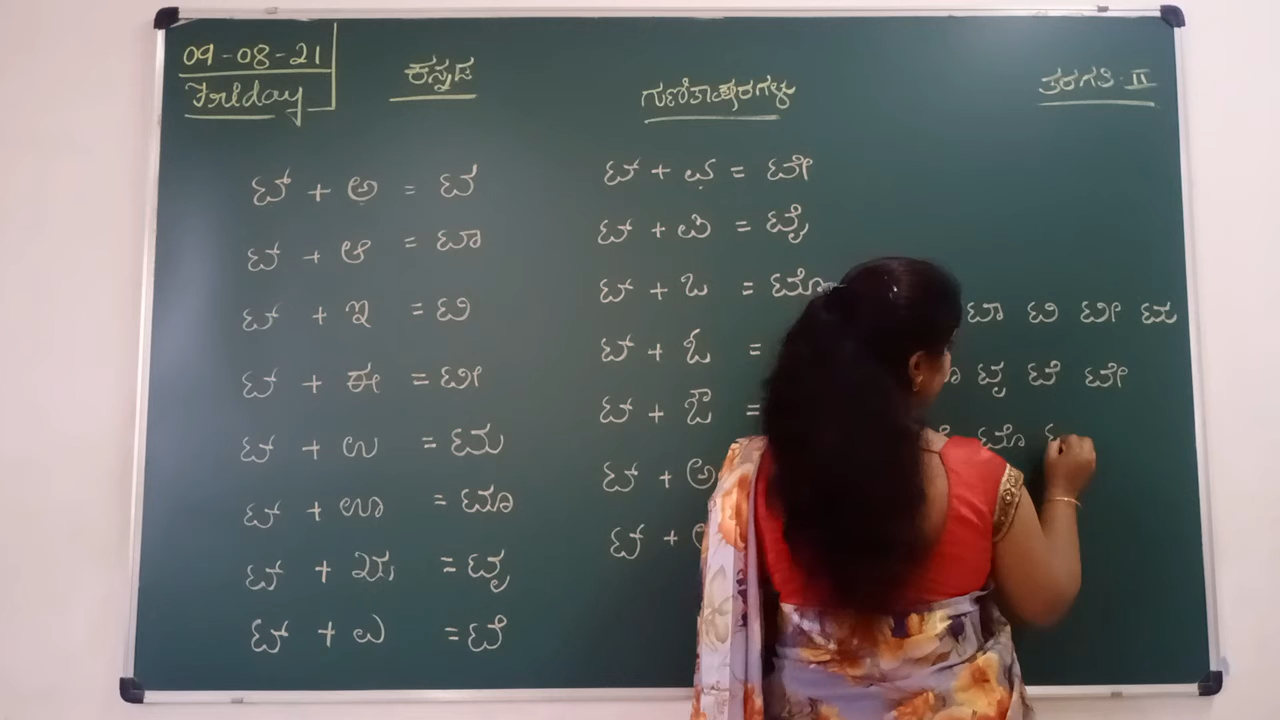 09-08-21
Friday
ಕನ್ನಡ
ಗುಣಿತಾಕ್ಷರಗಳು
ತರಗತಿ-II
ಟ್ + ಅ = ಟ
ಟ್ + ಆ = ಟಾ
ಟ್ + ಇ = ಟಿ
ಟ್ + ಈ = ಟೀ
ಟ್ + ಉ = ಟು
ಟ್ + ಊ = ಟೂ
ಟ್ + ಋ = ಟೃ
ಟ್ + ಎ = ಟೆ
ಟ್ + ಏ = ಟೇ
ಟ್ + ಐ = ಟೈ
ಟ್ + ಒ = ಟೊ
ಟ್ + ಓ =
ಟ್ + ಔ =
ಟ್ + ಅ
ಟ್ +
ಟಾ ಟಿ ಟೀ ಟು
ಟೃ ಟೆ ಟೇ
ಟೊ